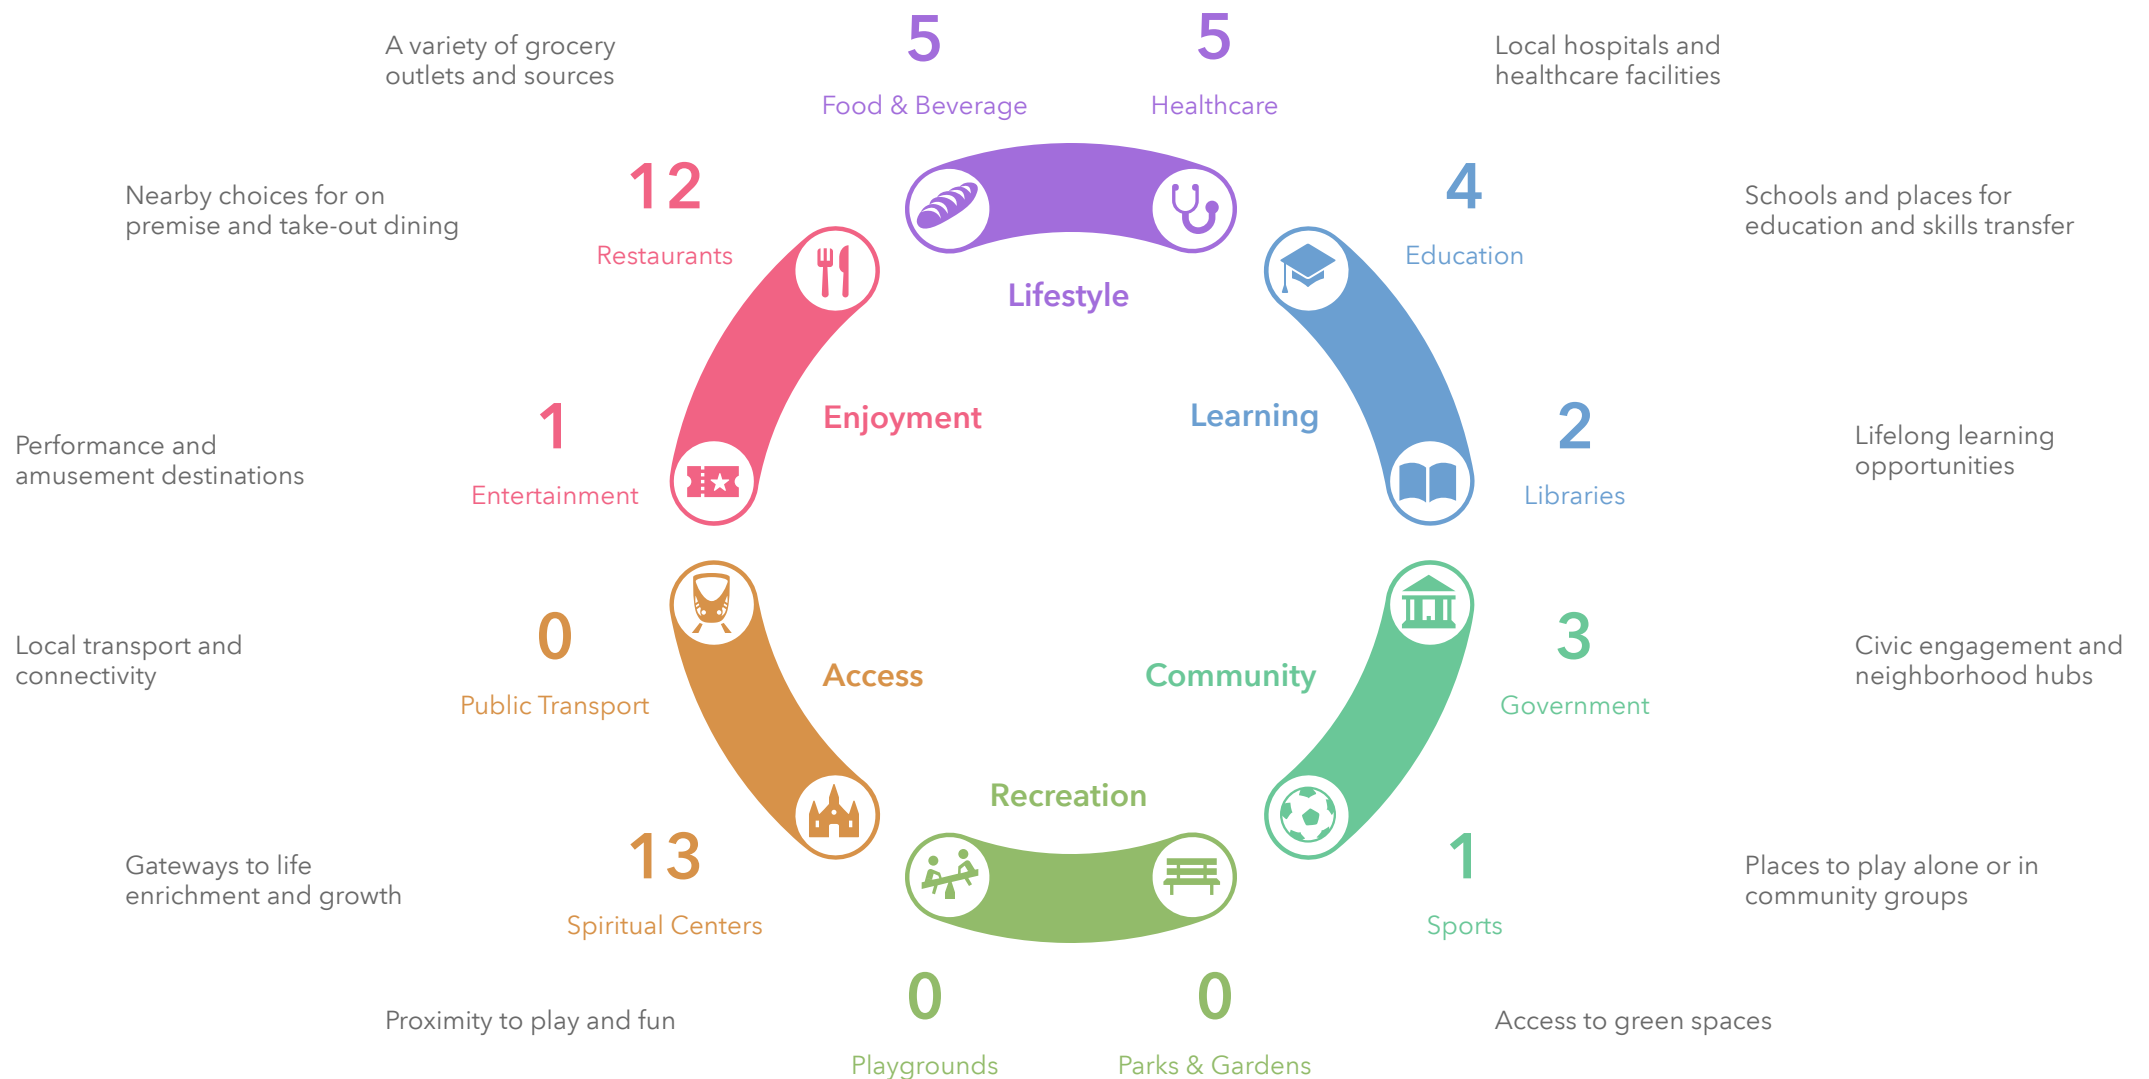 A variety of grocery
outlets and sources
5
Food & Beverage
5
Healthcare
Local hospitals and
healthcare facilities
Nearby choices for on
premise and take-out dining
12
Restaurants
4
Education
Schools and places for
education and skills transfer
Lifestyle
Performance and
amusement destinations
1
Entertainment
Enjoyment
Learning
2
Libraries
Lifelong learning
opportunities
Local transport and
connectivity
0
Public Transport
Access
Community
3
Government
Civic engagement and
neighborhood hubs
Recreation
Gateways to life
enrichment and growth
13
Spiritual Centers
1
Sports
Places to play alone or in
community groups
Proximity to play and fun
0
Playgrounds
0
Parks & Gardens
Access to green spaces